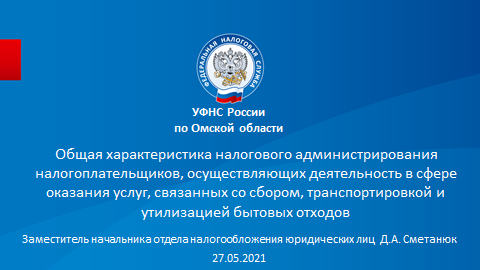 ФЕДЕРАЛЬНАЯ НАЛОГОВАЯ СЛУЖБА
УФНС России
по Омской области
Общая характеристика налогового администрирования
налогоплательщиков, осуществляющих деятельность в сфере
оказания услуг, связанных со сбором, транспортировкой и
утилизацией бытовых отходов
Заместитель начальника отдела налогообложения юридических лиц Д.А. Сметанюк
27.05.2021